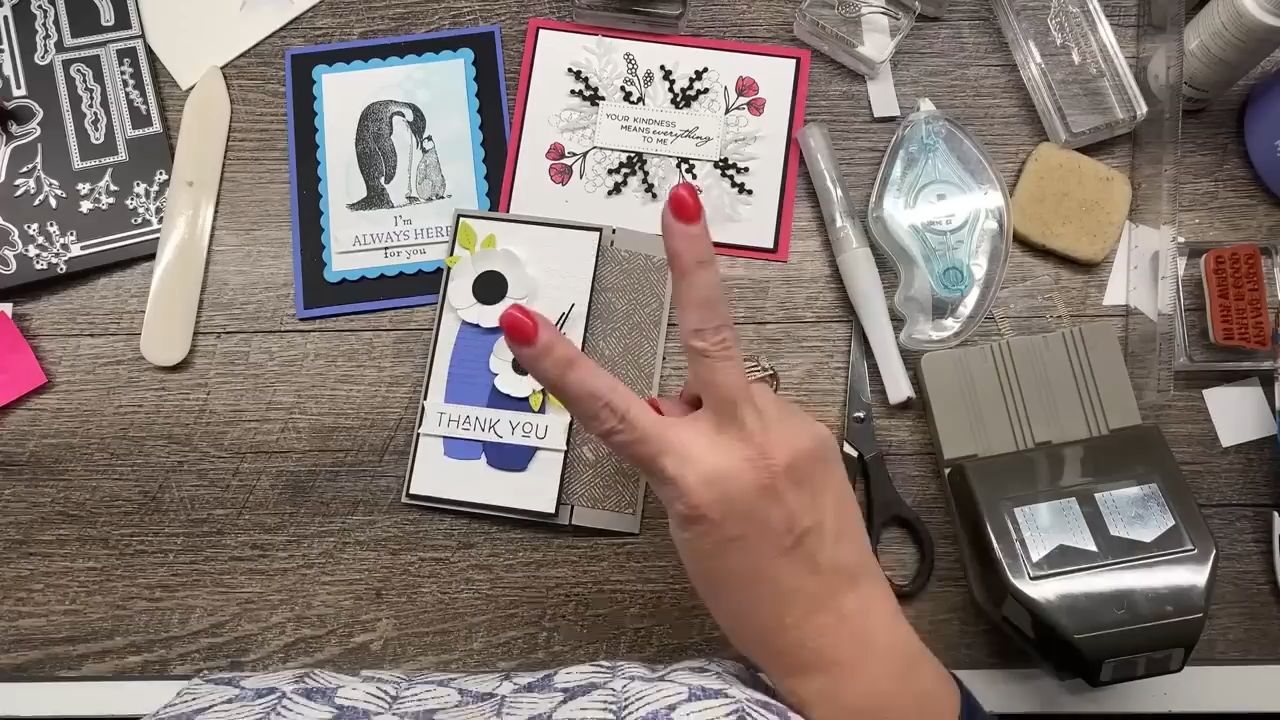 I'm
ALWAYS HERE
for you
YOUR KINDNESS
MEANS everything
TO ME
THANK YOU